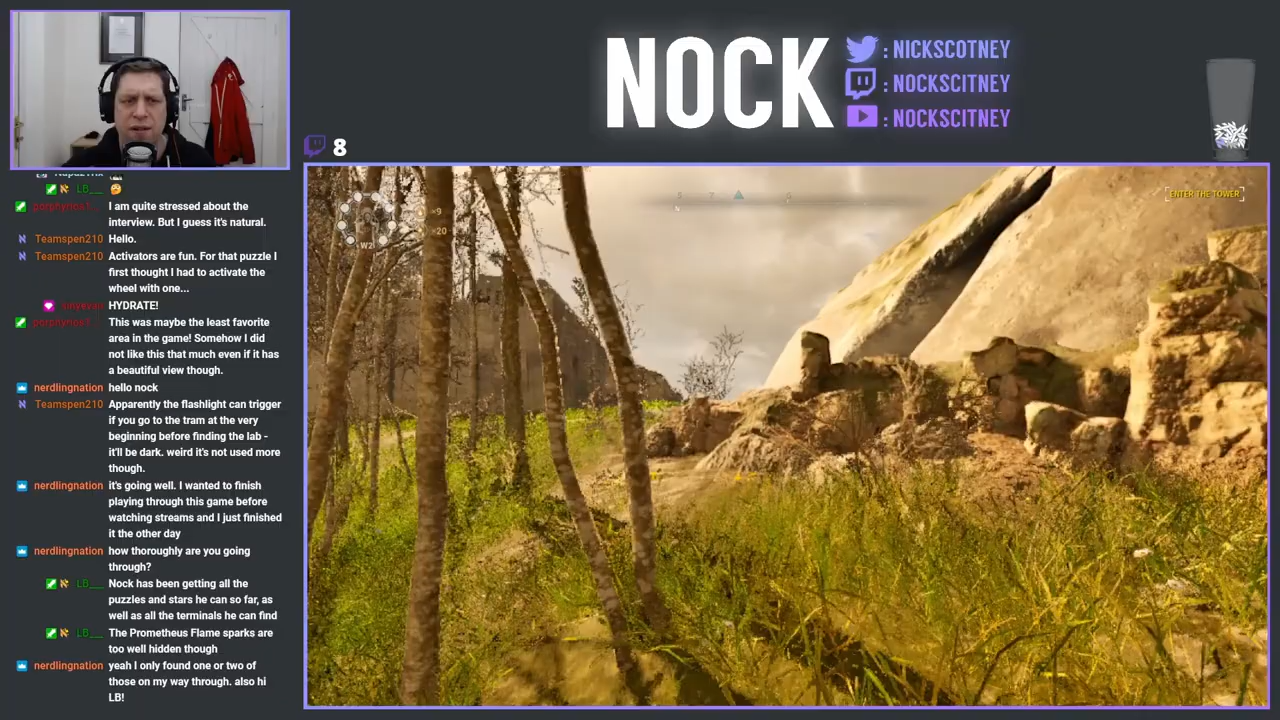 NOCK
: NICKSCOTNEY
: NOCKSCITNEY
: NOCKSCITNEY
8
LB__
I am quite stressed about the
interview. But I guess it's natural.
Teamspen210 Hello.
Teamspen210 Activators are fun. For that puzzle I
first thought I had to activate the
wheel with one...
HYDRATE!
This was maybe the least favorite
area in the game! Somehow I did
not like this that much even if it has
a beautiful view though.
nerdlingnation hello nock
Teamspen210 Apparently the flashlight can trigger
if you go to the tram at the very
beginning before finding the lab -
it'll be dark. weird it's not used more
though.
nerdlingnation it's going well. I wanted to finish
playing through this game before
watching streams and I just finished
it the other day
nerdlingnation how thoroughly are you going
through?
LB__ Nock has been getting all the
puzzles and stars he can so far, as
well as all the terminals he can find
LB__ The Prometheus Flame sparks are
too well hidden though
nerdlingnation yeah I only found one or two of
those on my way through. also hi
LB!
×9
×20
W2
ENTER THE TOWER